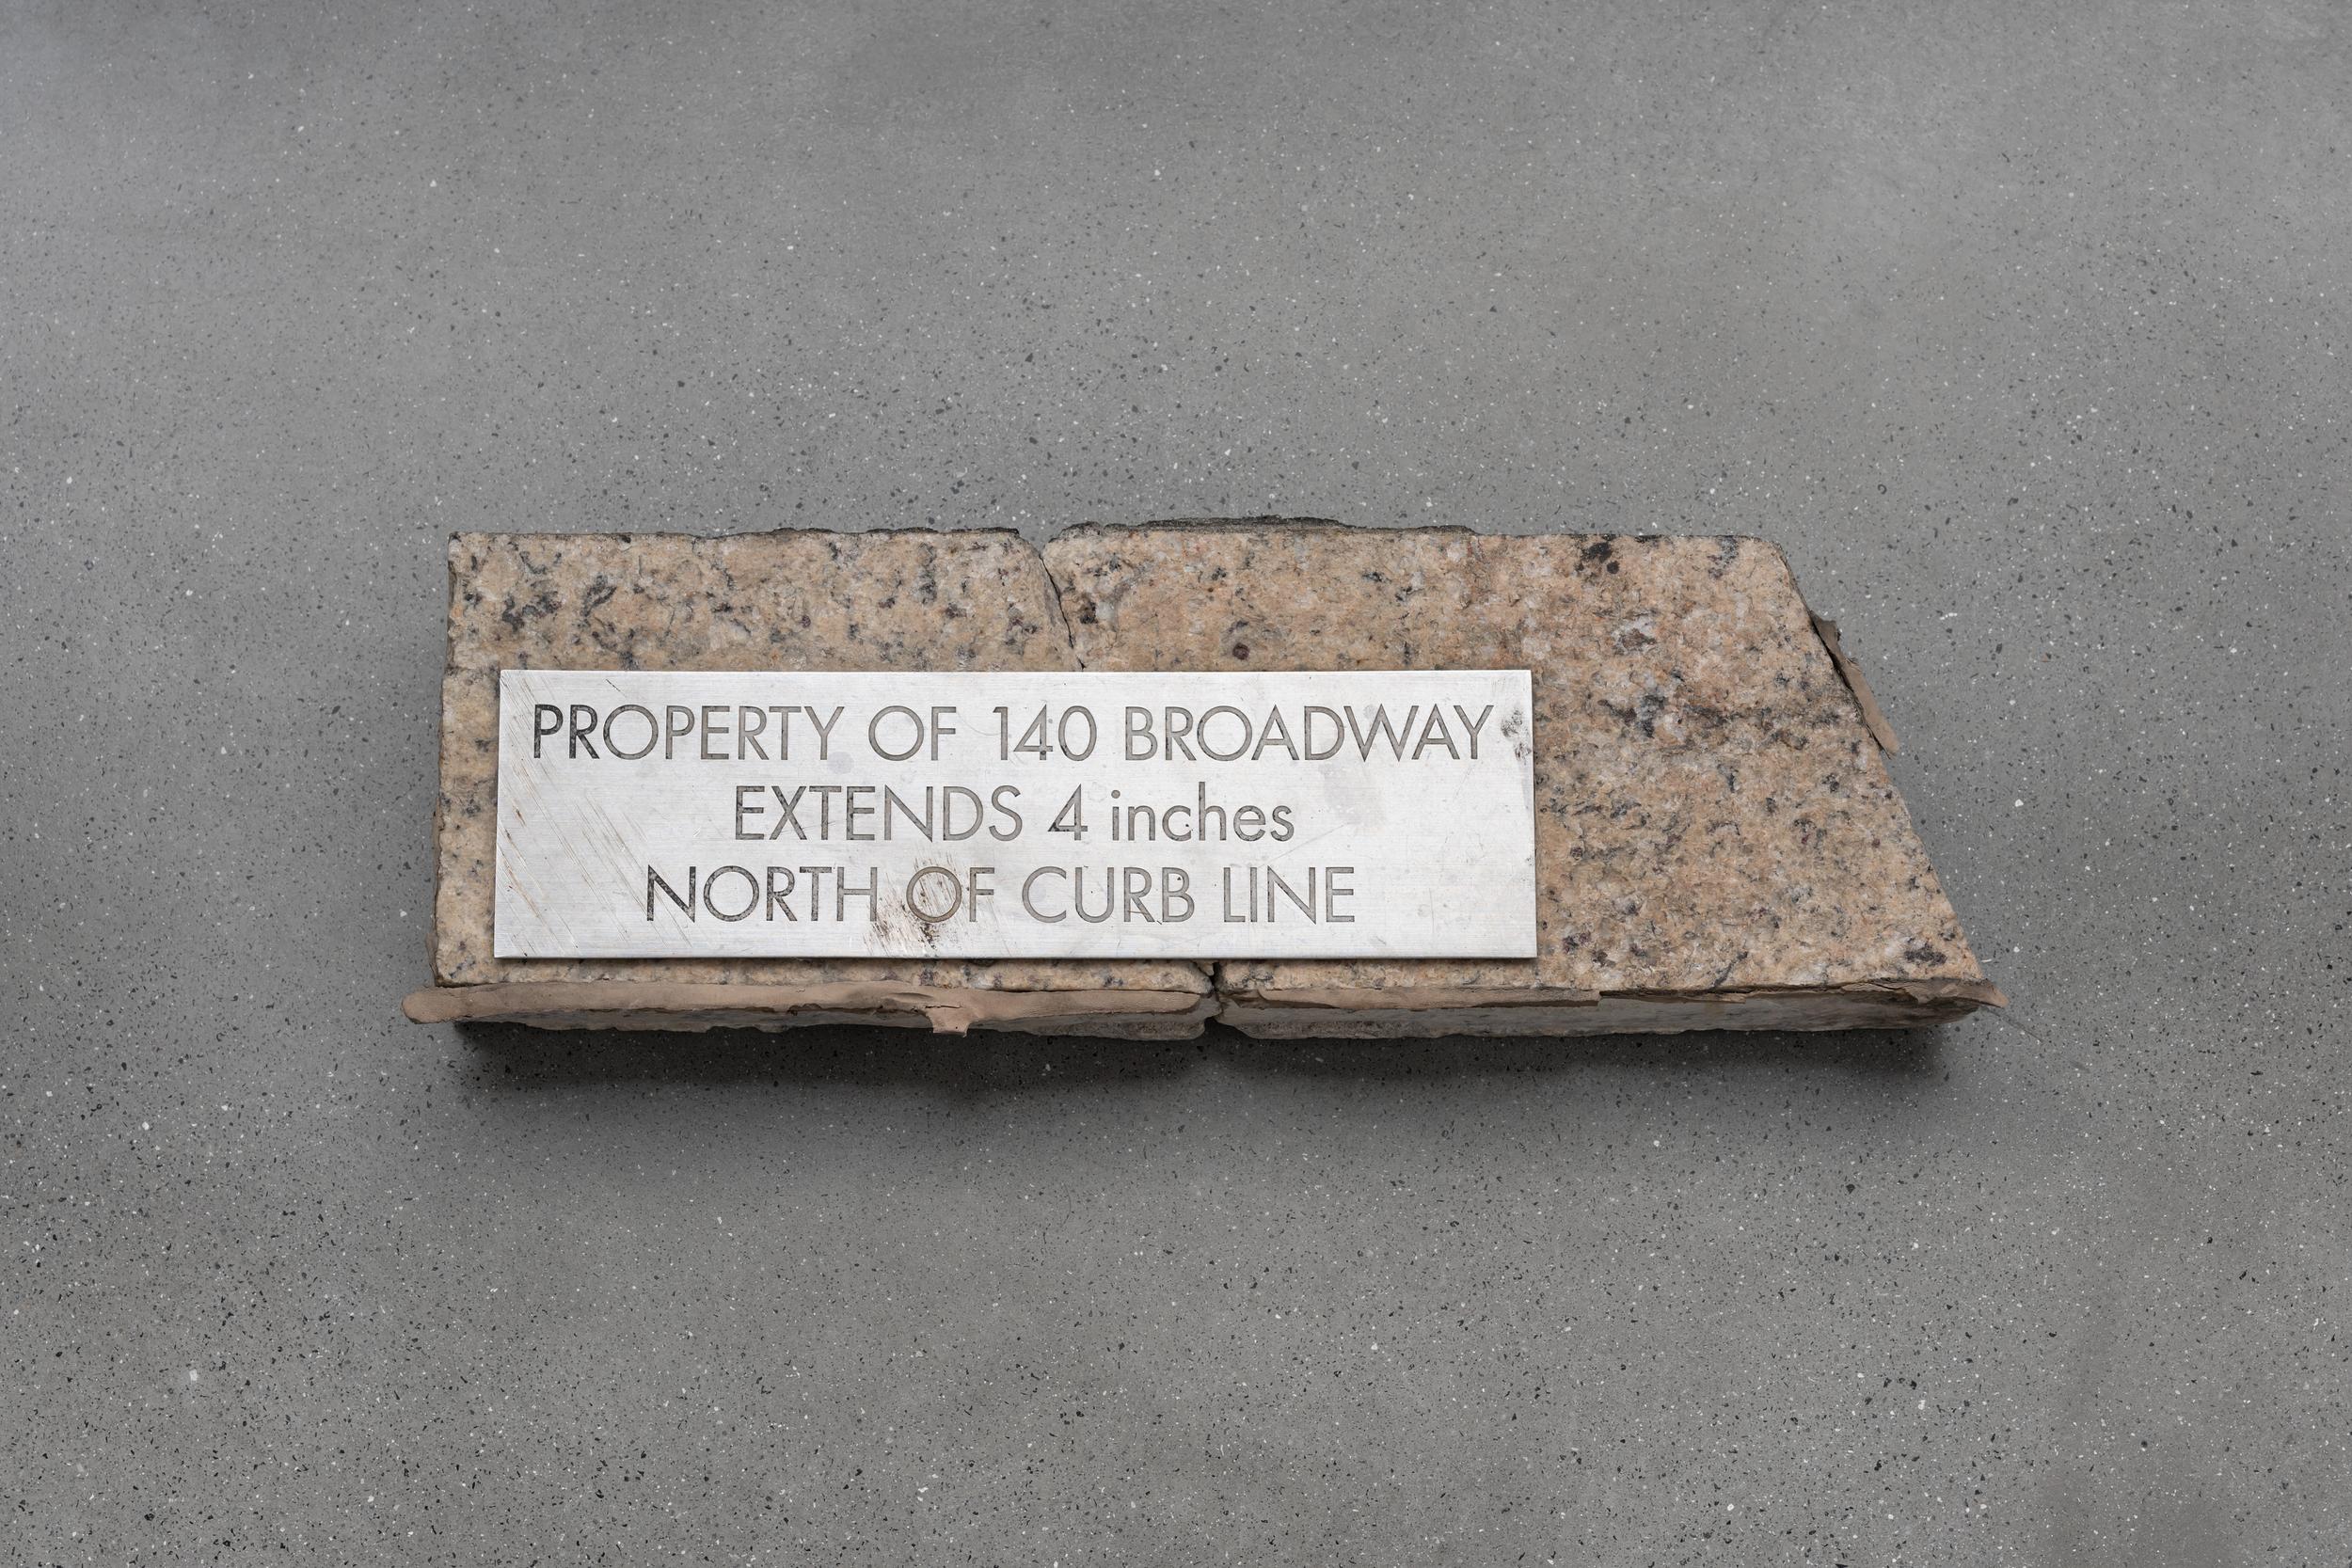 PROPERTY OF 140 BROADWAY
EXTENDS 4 inches
NORTH OF CURB LINE